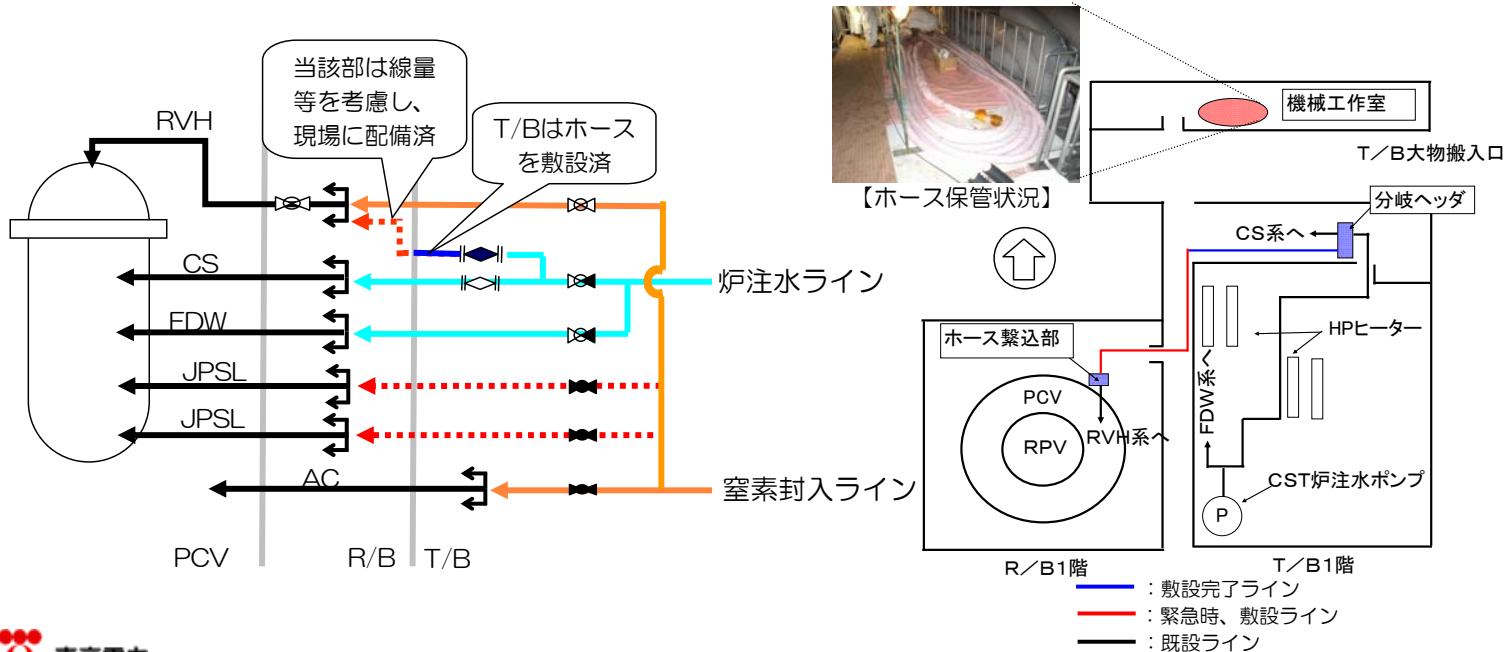 当該部は線量
等を考慮し、
現場に配備済
T/Bはホース
を敷設済
RVH
CS
FDW
JPSL
JPSL
AC
炉注水ライン
窒素封入ライン
PCV
R/B
T/B
【ホース保管状況】
機械工作室
T/B大物搬入口
分岐ヘッダ
CS系へ
HPヒーター
FDW系へ
CST炉注水ポンプ
P
ホース繋込部
PCV
RPV
RVH系へ
R/B1階
T/B1階
:敷設完了ライン
:緊急時、敷設ライン
:既設ライン